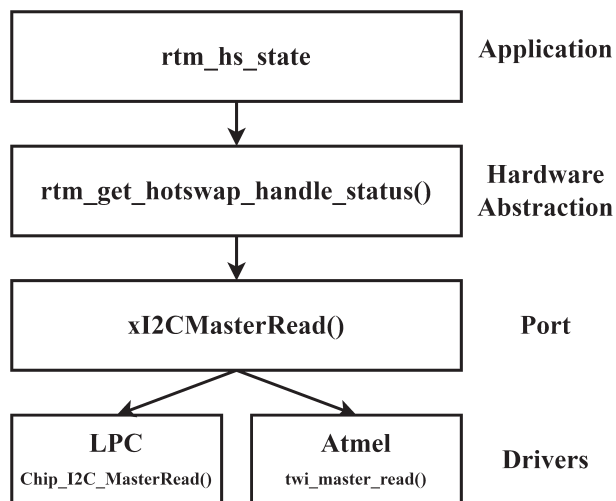 rtm_hs_state
Application
rtm_get_hotswap_handle_status()
Hardware
Abstraction
xI2CMasterRead()
Port
LPC
Chip_I2C_MasterRead()
Atmel
twi_master_read()
Drivers